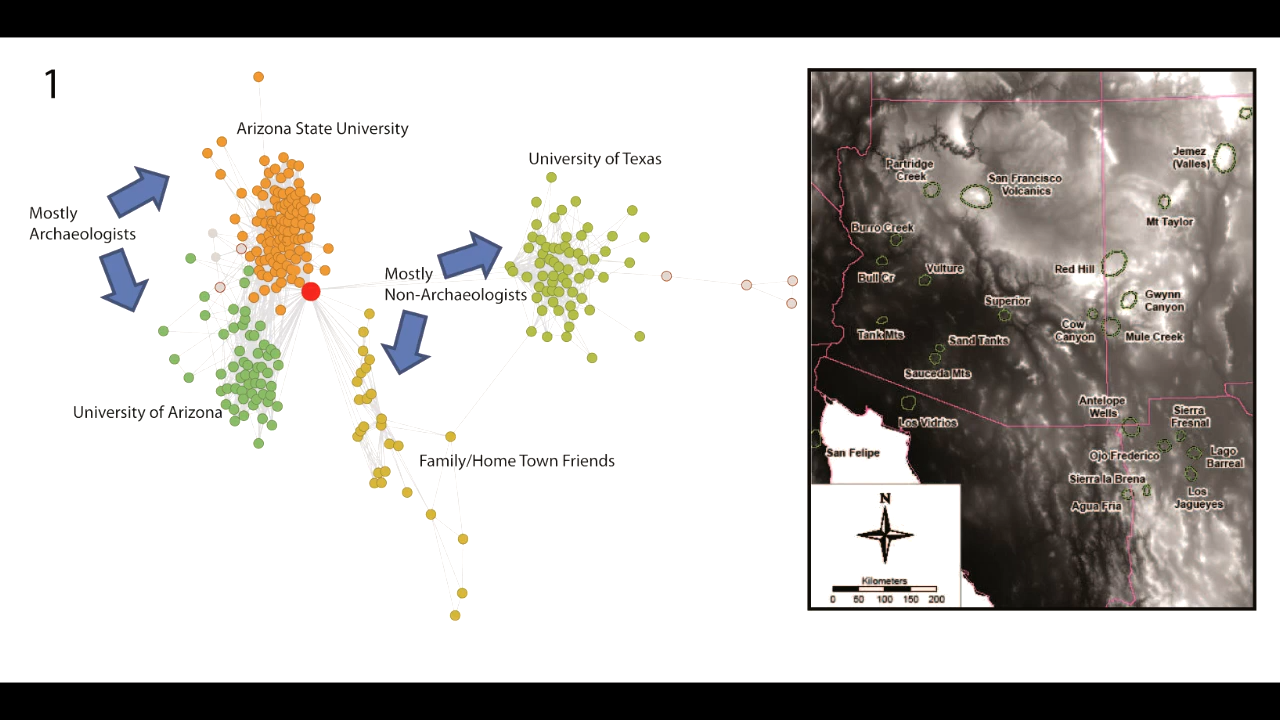 1
Arizona State University
University of Texas
Mostly
Archaeologists
Mostly
Non-Archaeologists
University of Arizona
Family/Home Town Friends
Jemez
(Valles)
Partridge
Creek
San Francisco
Volcanics
Mt Taylor
Burro Creek
Bull Cr
Vulture
Red Hill
Gwynn
Canyon
Superior
Cow
Canyon
Mule Creek
Tank Mts
Sand Tanks
Sauceda Mts
Antelope
Wells
Sierra
Fresnal
Los Vidrios
San Felipe
Ojo Frederico
Lago
Barreal
Sierra la Brena
Agua Fria
Los
Jagueyes
N
Kilometers
0 50 100 150 200